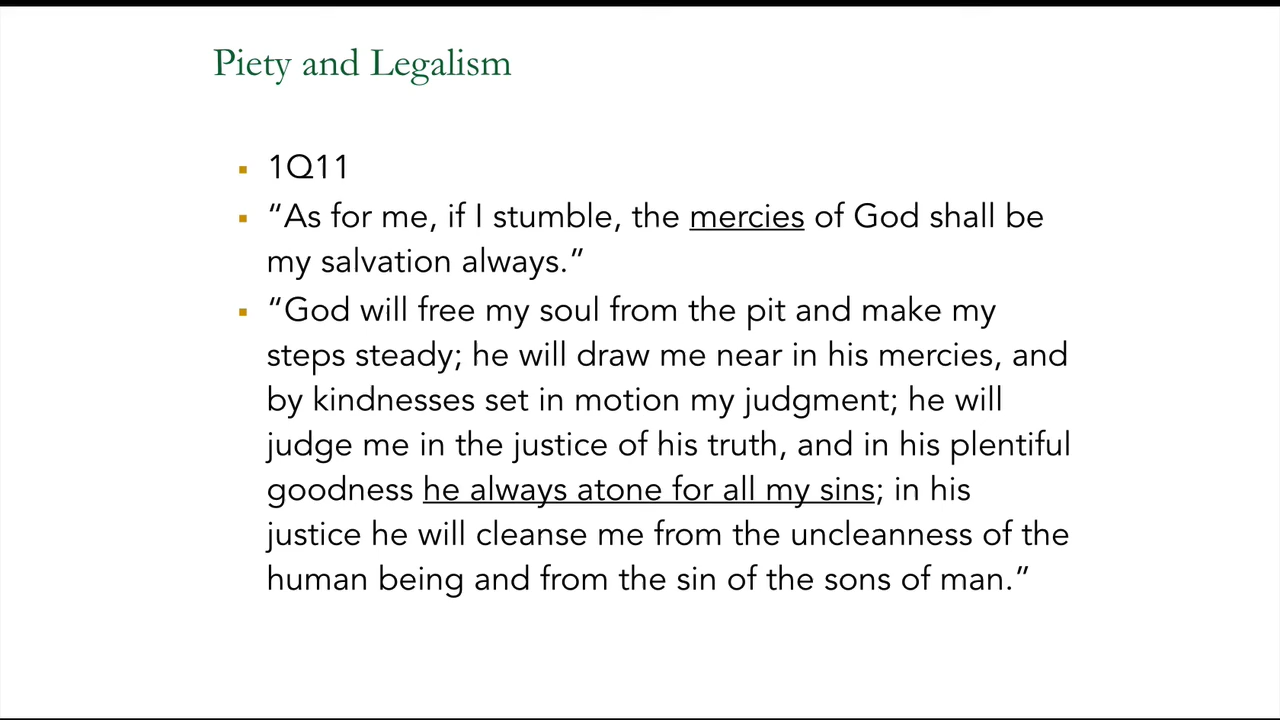 Piety and Legalism
▪ 1Q11
▪ “As for me, if I stumble, the mercies of God shall be
my salvation always.”
▪ “God will free my soul from the pit and make my
steps steady; he will draw me near in his mercies, and
by kindnesses set in motion my judgment; he will
judge me in the justice of his truth, and in his plentiful
goodness he always atone for all my sins; in his
justice he will cleanse me from the uncleanness of the
human being and from the sin of the sons of man.”